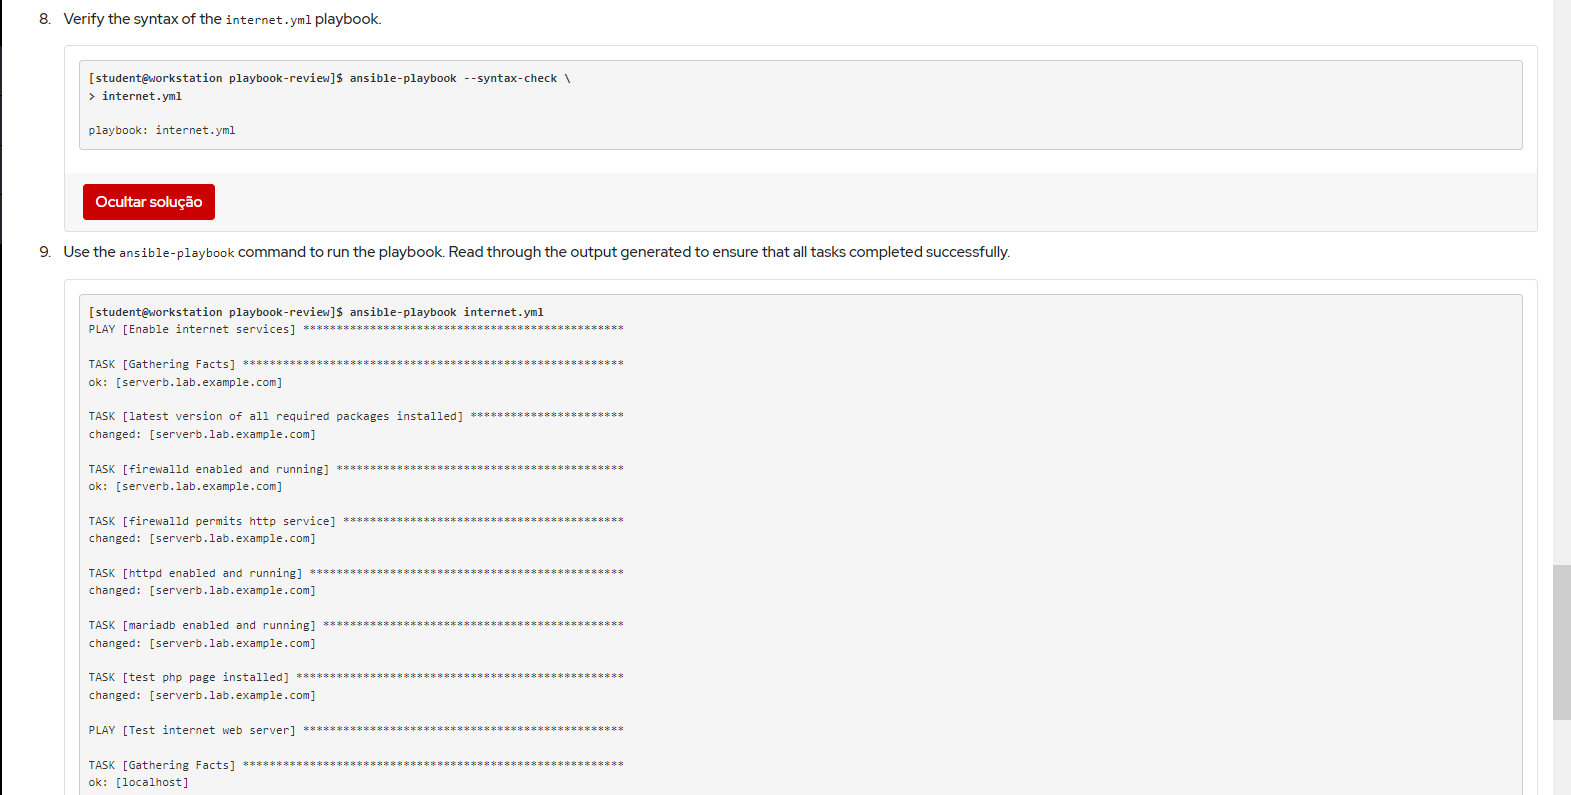 8. Verify the syntax of the internet.yml playbook.
[student@workstation playbook-review]$ ansible-playbook --syntax-check \
> internet.yml
playbook: internet.yml
Ocultar solução
9. Use the ansible-playbook command to run the playbook. Read through the output generated to ensure that all tasks completed successfully.
[student@workstation playbook-review]$ ansible-playbook internet.yml
PLAY [Enable internet services] ************************************************
TASK [Gathering Facts] *********************************************************
ok: [serverb.lab.example.com]
TASK [latest version of all required packages installed] ***********************
changed: [serverb.lab.example.com]
TASK [firewalld enabled and running] *******************************************
ok: [serverb.lab.example.com]
TASK [firewalld permits http service] ******************************************
changed: [serverb.lab.example.com]
TASK [httpd enabled and running] ***********************************************
changed: [serverb.lab.example.com]
TASK [mariadb enabled and running] *********************************************
changed: [serverb.lab.example.com]
TASK [test php page installed] *************************************************
changed: [serverb.lab.example.com]
PLAY [Test internet web server] ************************************************
TASK [Gathering Facts] *********************************************************
ok: [localhost]